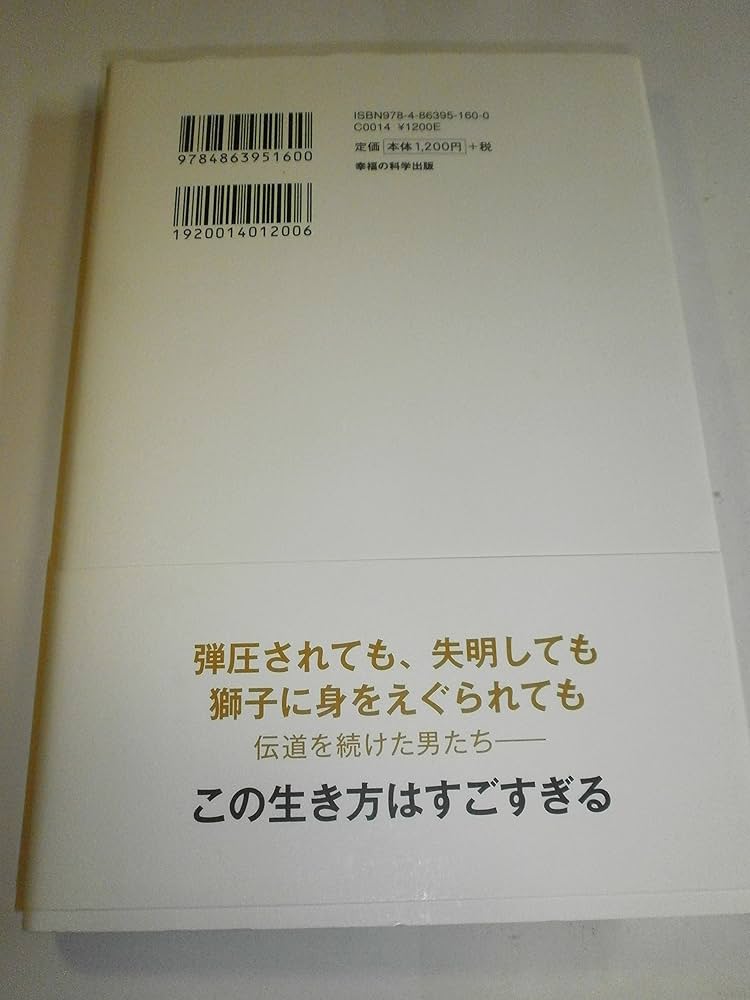 ISBN978-4-86395-160-0
C0014 ¥1200E
定価 本体1,200円 +税
幸福の科学出版
9784863951600
1920014012006
弾圧されても、失明しても
獅子に身をえぐられても
伝道を続けた男たち――
この生き方はすごすぎる